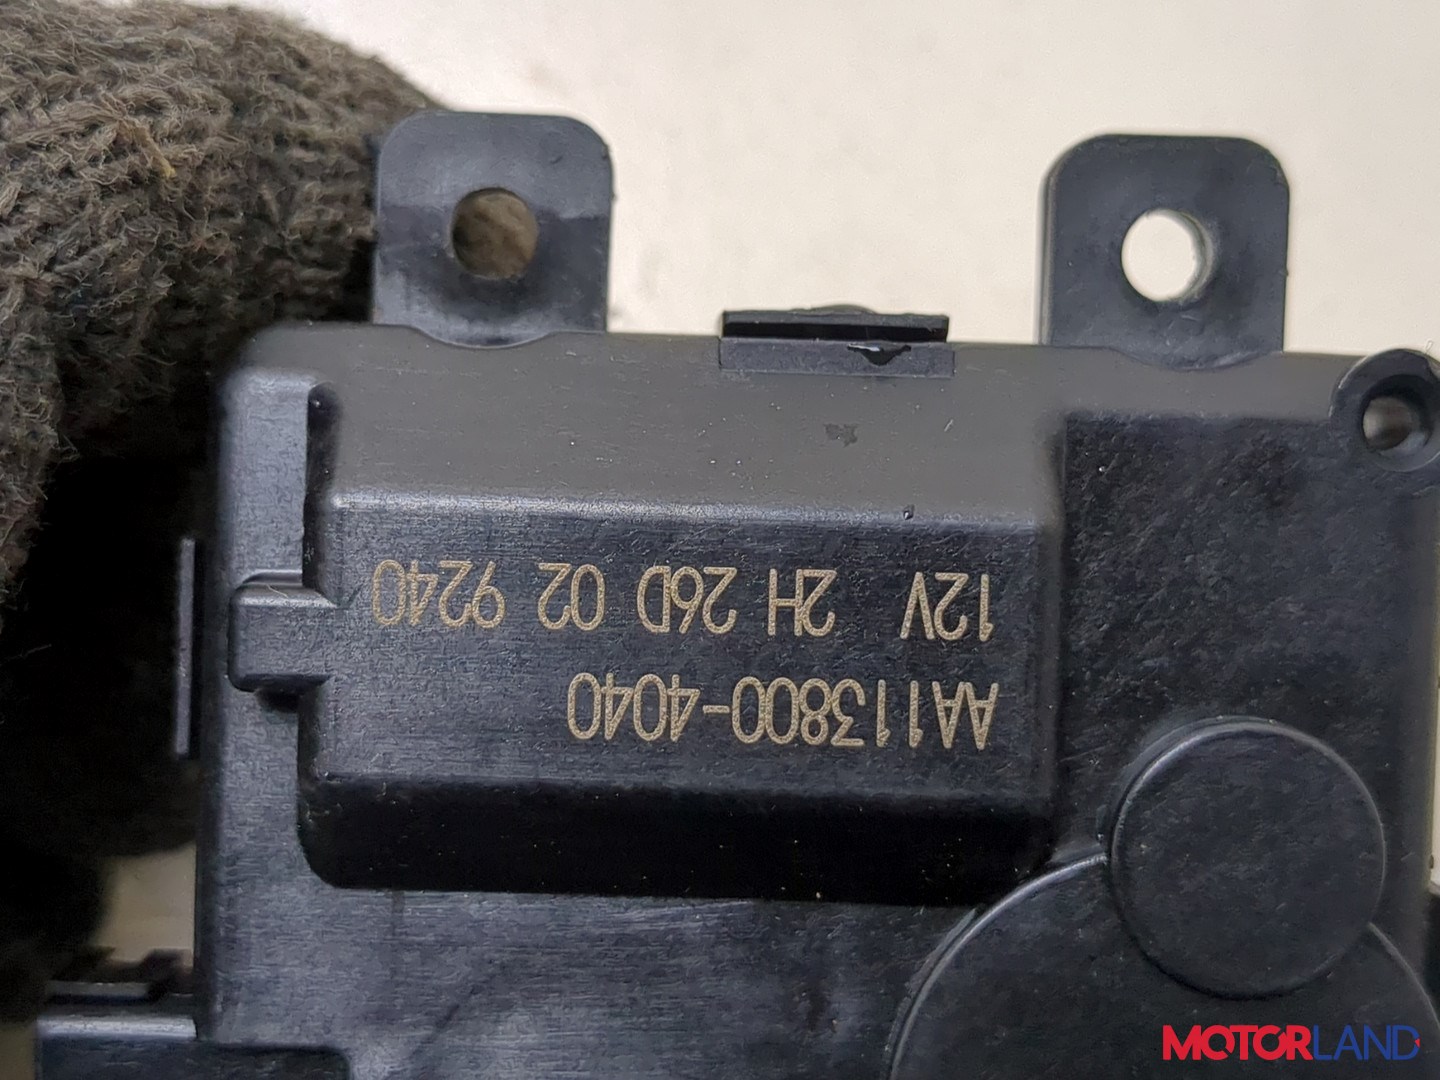 AA113800-4040
12V 2H 26D 02 9240
MOTORLAND